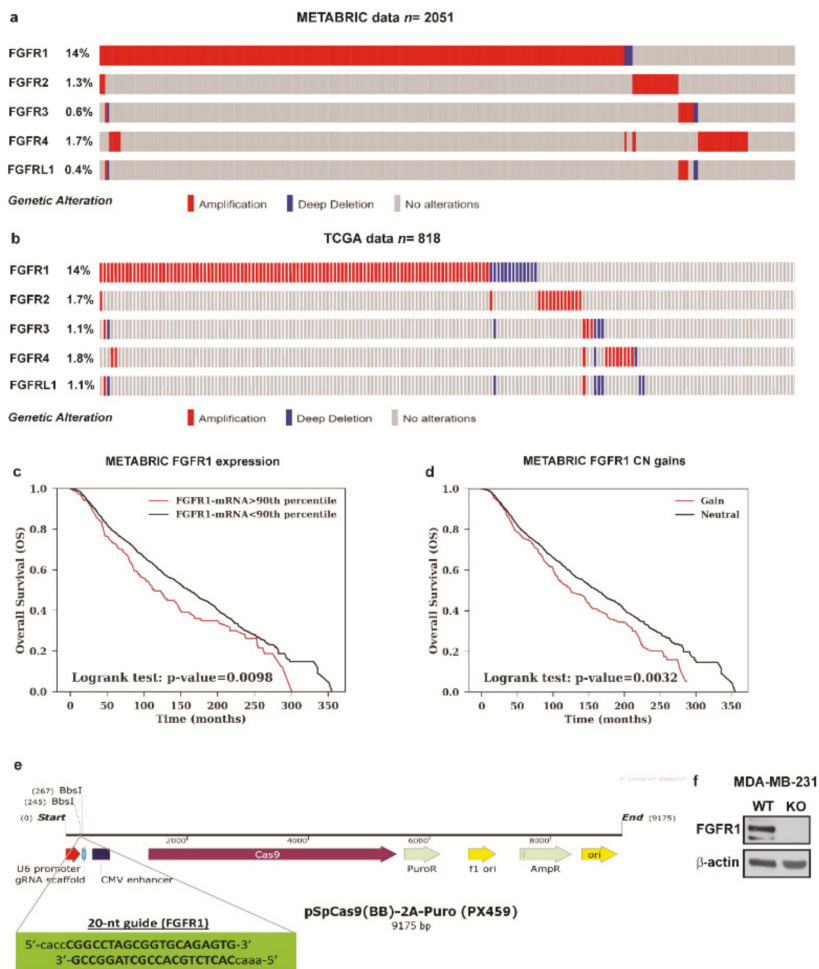 a
METABRIC data n= 2051
FGFR1 14%
FGFR2 1.3%
FGFR3 0.6%
FGFR4 1.7%
FGFRL1 0.4%
Genetic Alteration Amplification Deep Deletion No alterations
b
TCGA data n= 818
FGFR1 14%
FGFR2 1.7%
FGFR3 1.1%
FGFR4 1.8%
FGFRL1 1.1%
Genetic Alteration Amplification Deep Deletion No alterations
c
METABRIC FGFR1 expression
FGFR1-mRNA>90th percentile
FGFR1-mRNA<90th percentile
Overall Survival (OS)
1.0
0.8
0.6
0.4
0.2
0.0
Logrank test: p-value=0.0098
0 50 100 150 200 250 300 350
Time (months)
d
METABRIC FGFR1 CN gains
Gain
Neutral
Overall Survival (OS)
1.0
0.8
0.6
0.4
0.2
0.0
Logrank test: p-value=0.0032
0 50 100 150 200 250 300 350
Time (months)
e
(267) BbsI
(245) BbsI
(0) Start
End (9175)
2000 4000 6000 8000
U6 promoter
gRNA scaffold
CMV enhancer
Cas9
PuroR
f1 ori
AmpR
ori
pSpCas9(BB)-2A-Puro (PX459)
9175 bp
20-nt guide (FGFR1)
5'-caccCGGCCTAGCGGTGCAGAGTG-3'
3'-GCCGGATCGCCACGTCTCACcaaa-5'
f
MDA-MB-231
WT KO
FGFR1
β-actin